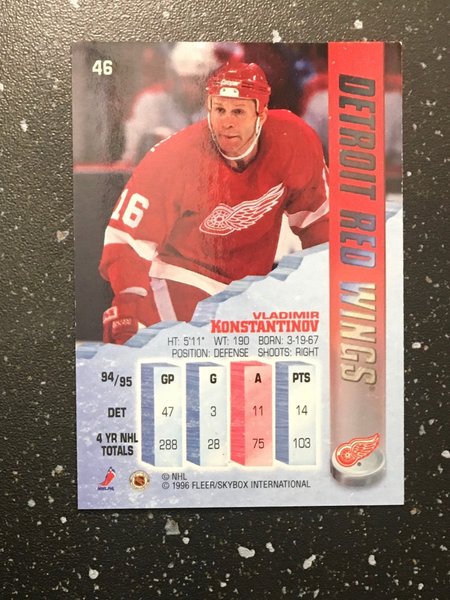 46
DETROIT RED WINGS
16
VLADIMIR
KONSTANTINOV
HT: 5'11" WT: 190 BORN: 3-19-67
POSITION: DEFENSE SHOOTS: RIGHT
94/95 GP G A PTS
DET 47 3 11 14
4 YR NHL
TOTALS 288 28 75 103
NHLPA
© NHL
© 1996 FLEER/SKYBOX INTERNATIONAL